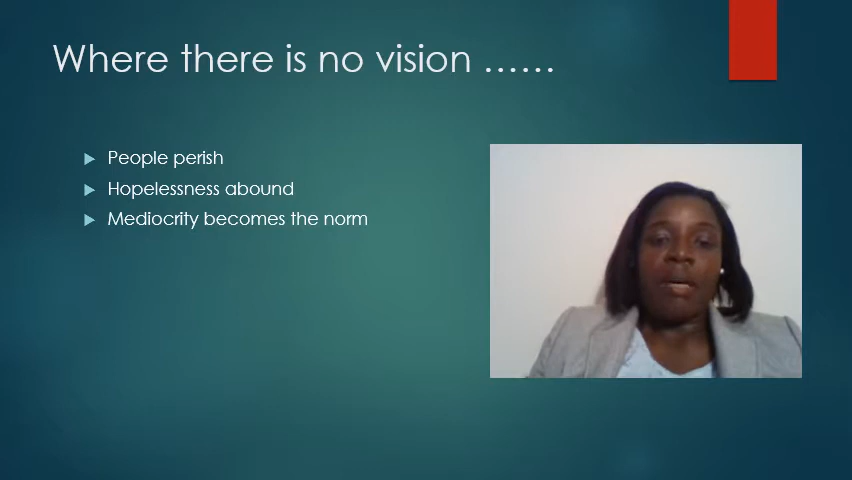 Where there is no vision ……
People perish
Hopelessness abound
Mediocrity becomes the norm